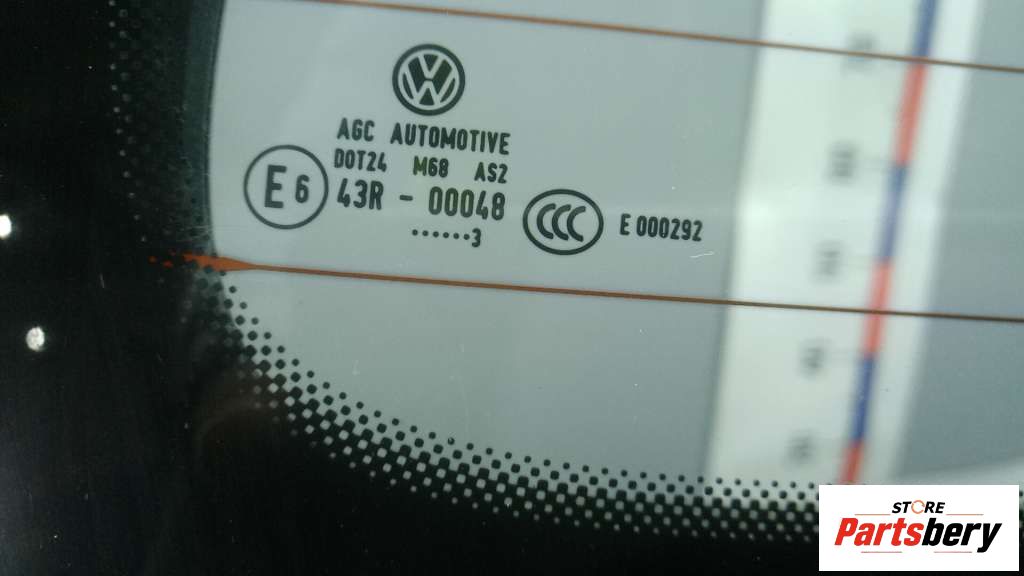 AGC AUTOMOTIVE
DOT24 M68 AS2
E6 43R - 00048
······3
CCC E 000292
STORE
Partsbery